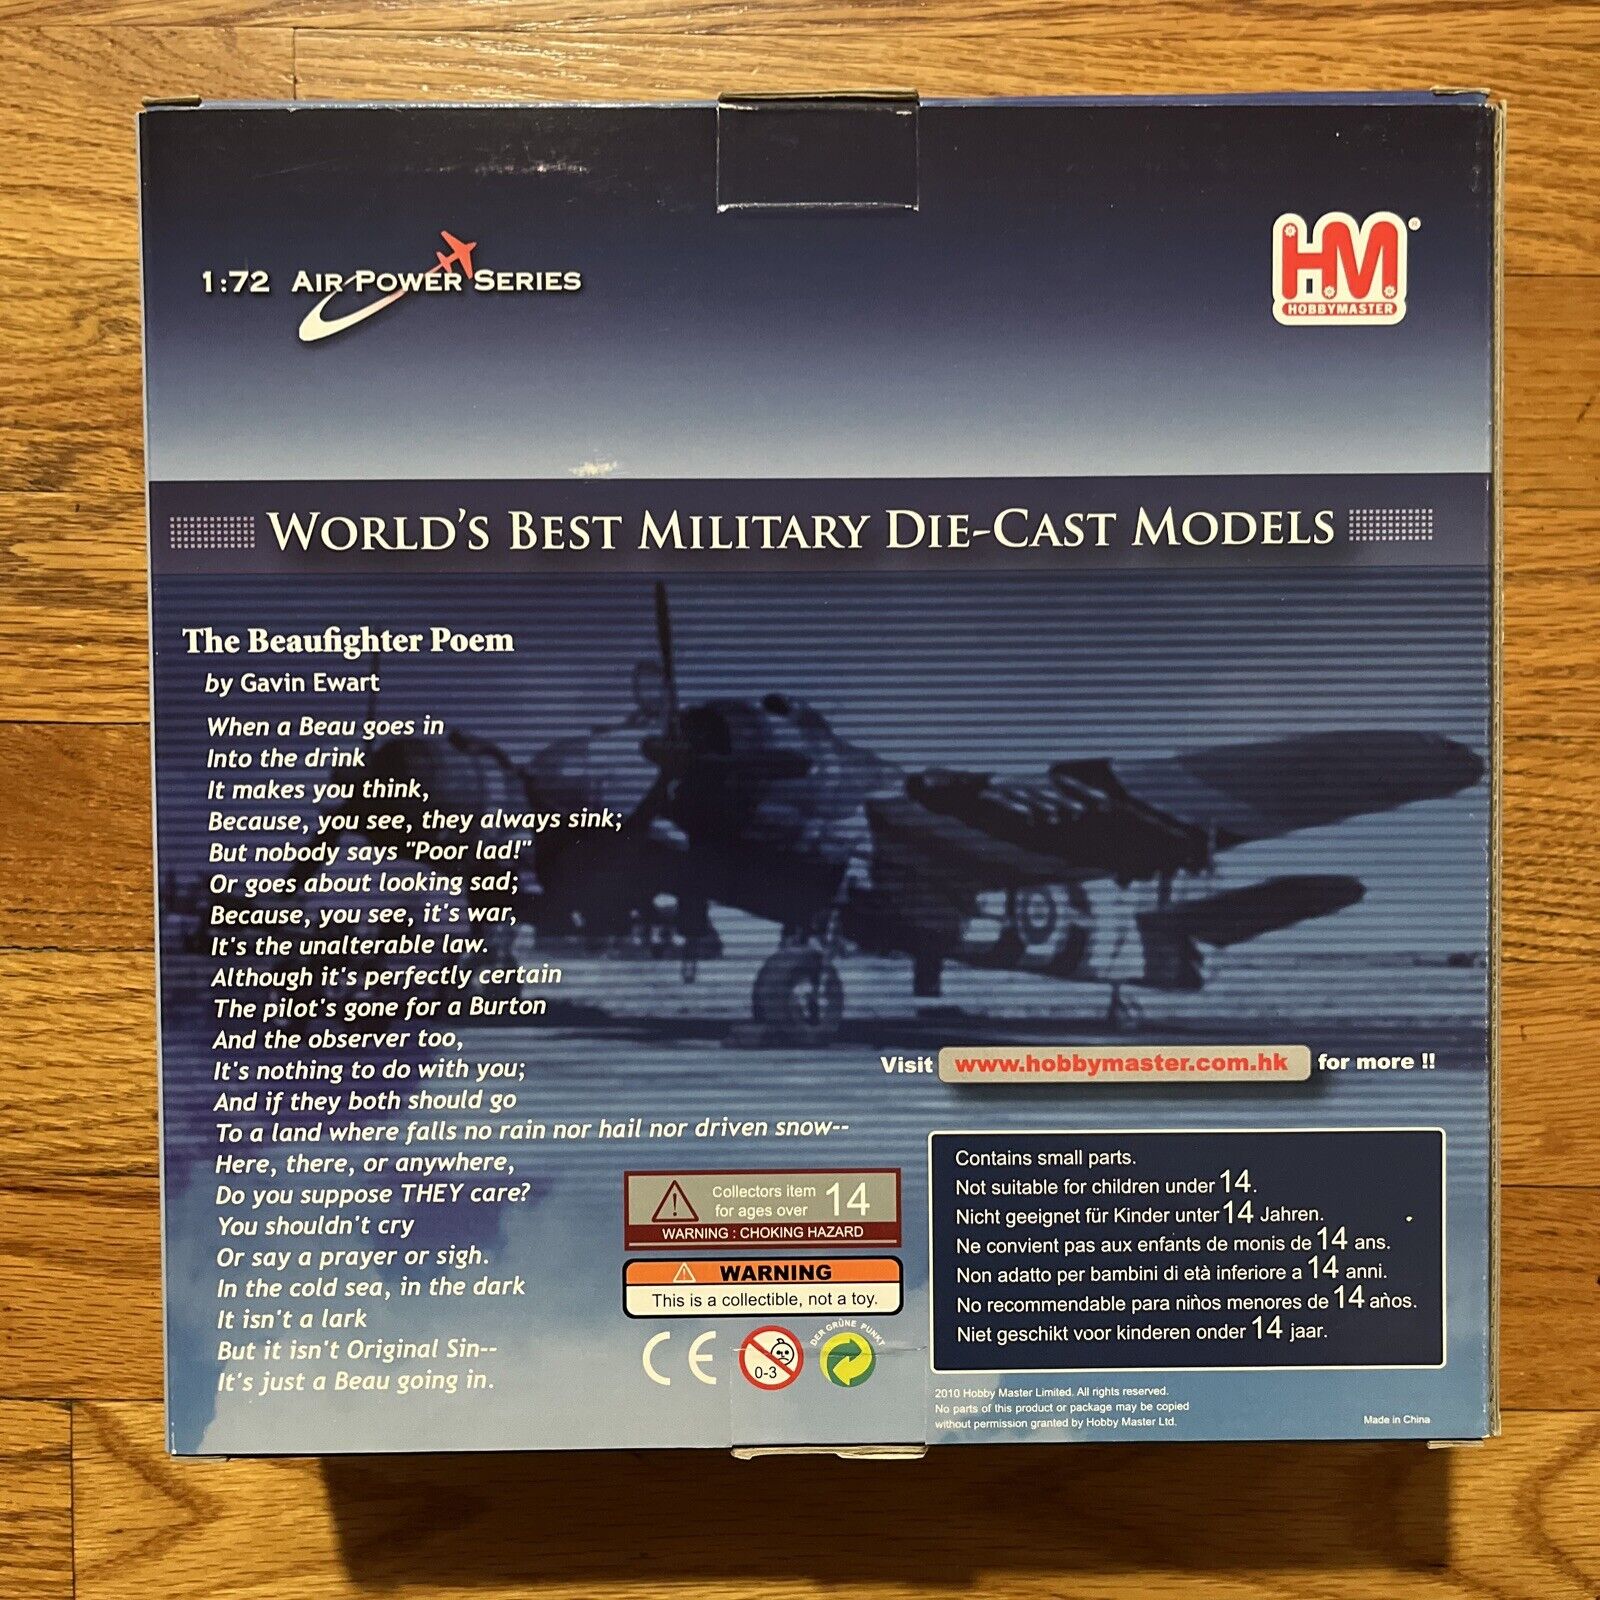 1:72 AIR POWER SERIES
HM®
HOBBYMASTER
WORLD'S BEST MILITARY DIE-CAST MODELS
The Beaufighter Poem
by Gavin Ewart
When a Beau goes in
Into the drink
It makes you think,
Because, you see, they always sink;
But nobody says "Poor lad!"
Or goes about looking sad;
Because, you see, it's war,
It's the unalterable law.
Although it's perfectly certain
The pilot's gone for a Burton
And the observer too,
It's nothing to do with you;
And if they both should go
To a land where falls no rain nor hail nor driven snow--
Here, there, or anywhere,
Do you suppose THEY care?
You shouldn't cry
Or say a prayer or sigh.
In the cold sea, in the dark
It isn't a lark
But it isn't Original Sin--
It's just a Beau going in.
Visit www.hobbymaster.com.hk for more !!
Collectors item
for ages over 14
WARNING : CHOKING HAZARD
WARNING
This is a collectible, not a toy.
CE
0-3
DER GRÜNE PUNKT
Contains small parts.
Not suitable for children under 14.
Nicht geeignet für Kinder unter 14 Jahren.
Ne convient pas aux enfants de monis de 14 ans.
Non adatto per bambini di età inferiore a 14 anni.
No recommendable para niños menores de 14 años.
Niet geschikt voor kinderen onder 14 jaar.
2010 Hobby Master Limited. All rights reserved.
No parts of this product or package may be copied
without permission granted by Hobby Master Ltd.
Made in China